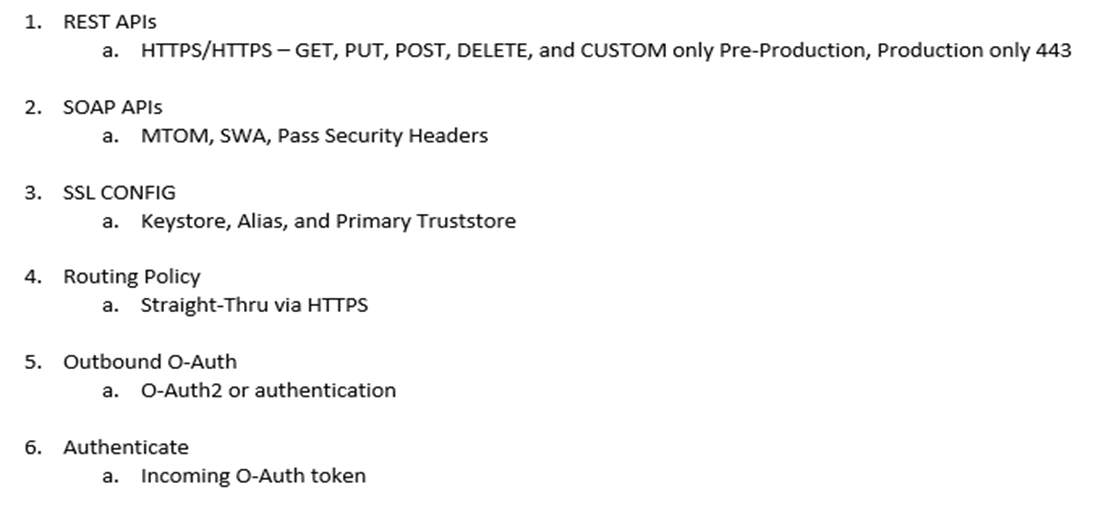 1. REST APIs
a. HTTPS/HTTPS – GET, PUT, POST, DELETE, and CUSTOM only Pre-Production, Production only 443
2. SOAP APIs
a. MTOM, SWA, Pass Security Headers
3. SSL CONFIG
a. Keystore, Alias, and Primary Truststore
4. Routing Policy
a. Straight-Thru via HTTPS
5. Outbound O-Auth
a. O-Auth2 or authentication
6. Authenticate
a. Incoming O-Auth token